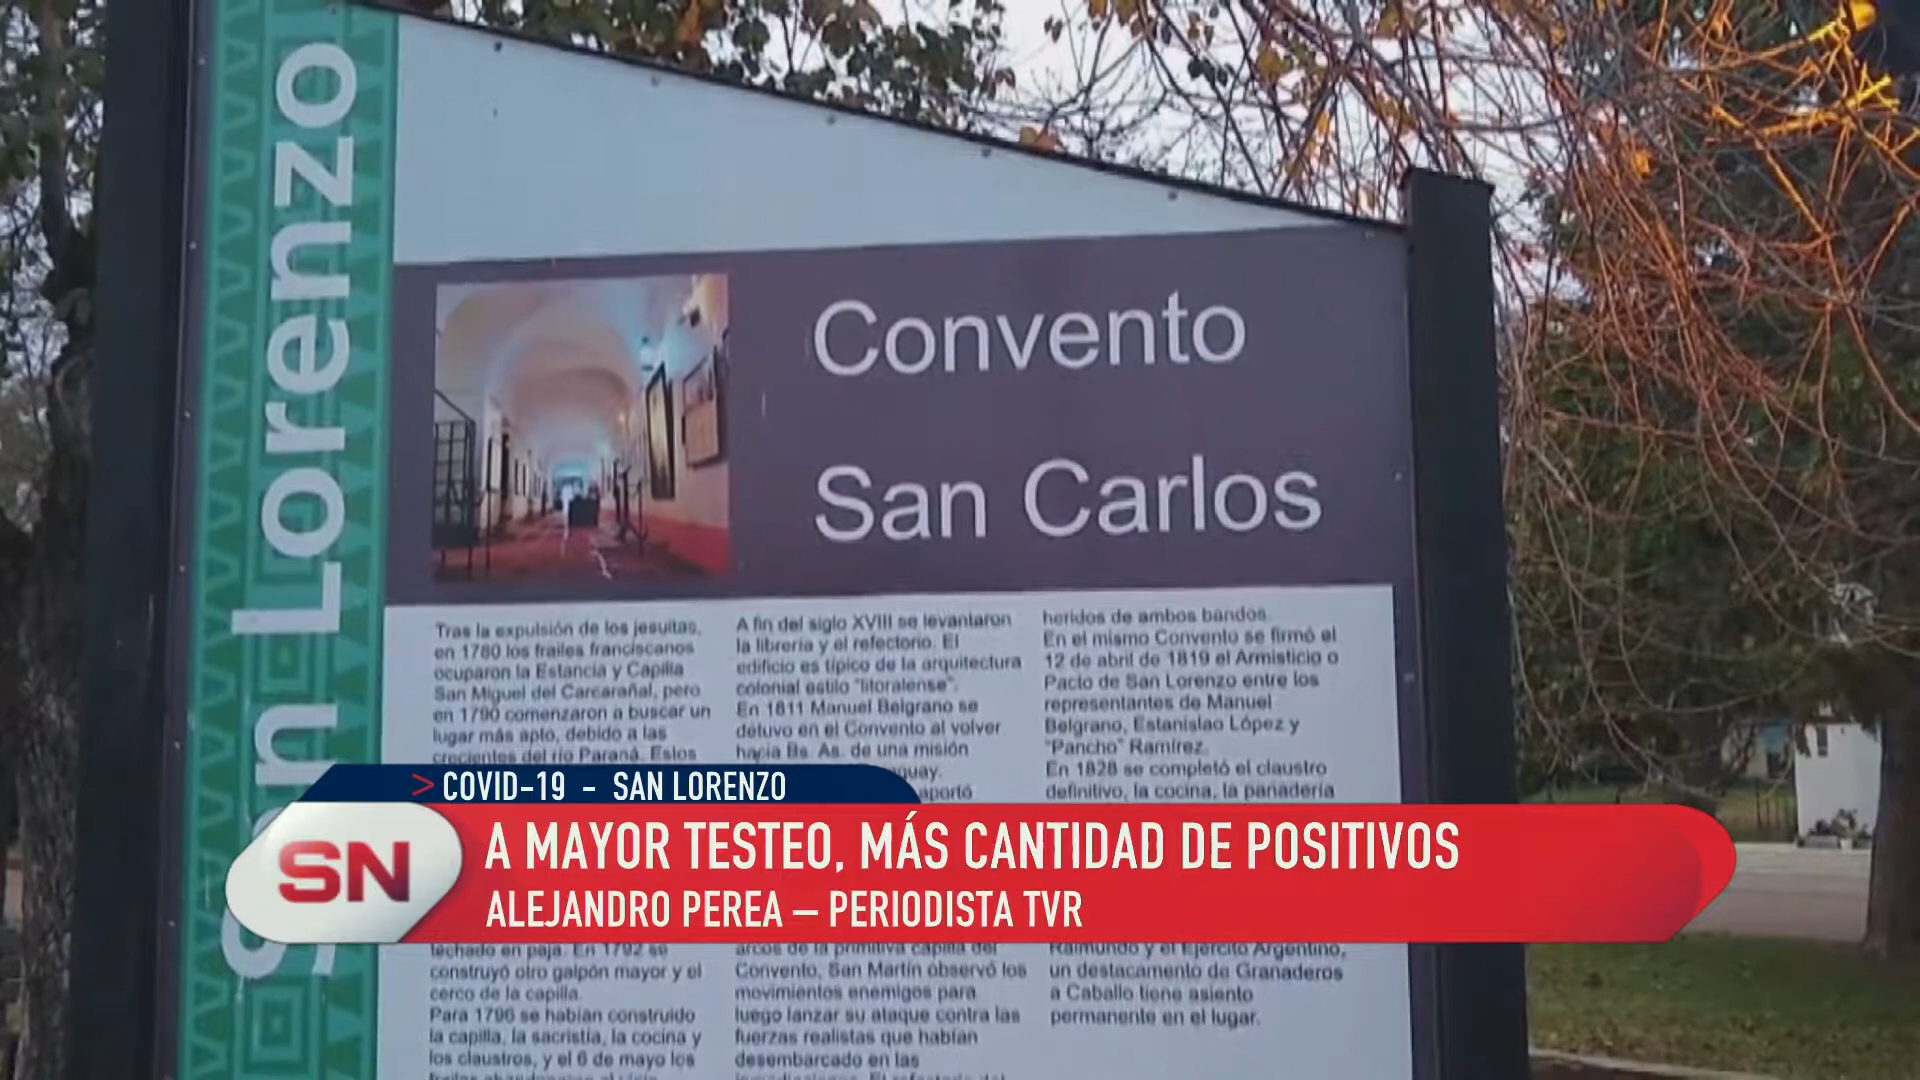 San Lorenzo
Convento
San Carlos
Tras la expulsión de los jesuitas,
en 1780 los frailes franciscanos
ocuparon la Estancia y Capilla
San Miguel del Carcarañal, pero
en 1790 comenzaron a buscar un
lugar más apto, debido a las
crecientes del río Paraná. Estos
techado en paja. En 1792 se
construyó otro galpón mayor y el
cerco de la capilla.
Para 1796 se habían construido
la capilla, la sacristía, la cocina y
los claustros, y el 6 de mayo los
A fin del siglo XVIII se levantaron
la librería y el refectorio. El
edificio es típico de la arquitectura
colonial estilo "litoralense".
En 1811 Manuel Belgrano se
detuvo en el Convento al volver
hacia Bs. As. de una misión
aportó
arcos de la primitiva capilla del
Convento, San Martín observó los
movimientos enemigos para
luego lanzar su ataque contra las
fuerzas realistas que habían
desembarcado en las
heridos de ambos bandos.
En el mismo Convento se firmó el
12 de abril de 1819 el Armisticio o
Pacto de San Lorenzo entre los
representantes de Manuel
Belgrano, Estanislao López y
"Pancho" Ramírez.
En 1828 se completó el claustro
definitivo, la cocina, la panadería
Raimundo y el Ejército Argentino,
un destacamento de Granaderos
a Caballo tiene asiento
permanente en el lugar.
> COVID-19 - SAN LORENZO
SN
A MAYOR TESTEO, MÁS CANTIDAD DE POSITIVOS
ALEJANDRO PEREA – PERIODISTA TVR